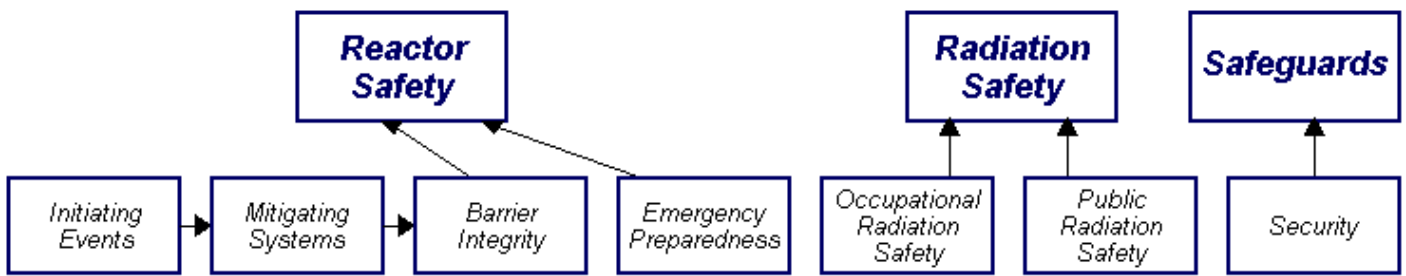 Reactor
Safety
Radiation
Safety
Safeguards
Initiating
Events
Mitigating
Systems
Barrier
Integrity
Emergency
Preparedness
Occupational
Radiation
Safety
Public
Radiation
Safety
Security